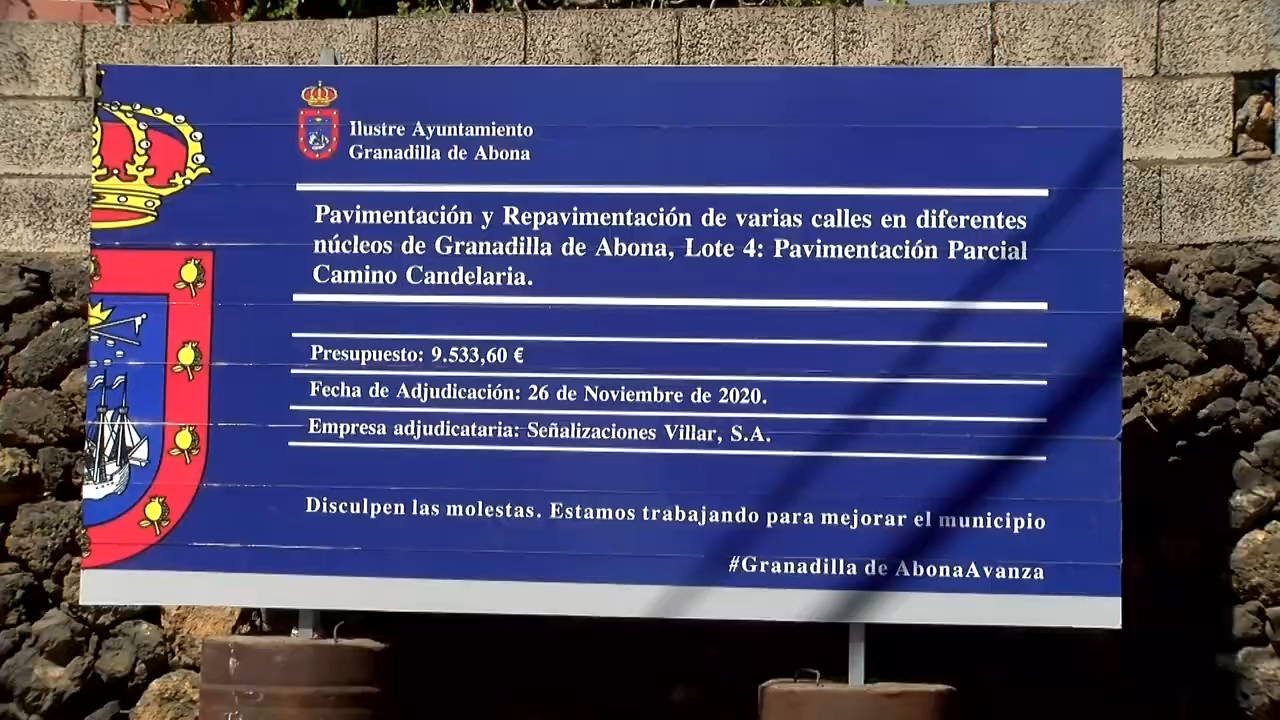 Ilustre Ayuntamiento
Granadilla de Abona
Pavimentación y Repavimentación de varias calles en diferentes
núcleos de Granadilla de Abona, Lote 4: Pavimentación Parcial
Camino Candelaria.
Presupuesto: 9.533,60 €
Fecha de Adjudicación: 26 de Noviembre de 2020.
Empresa adjudicataria: Señalizaciones Villar, S.A.
Disculpen las molestas. Estamos trabajando para mejorar el municipio
#Granadilla de AbonaAvanza